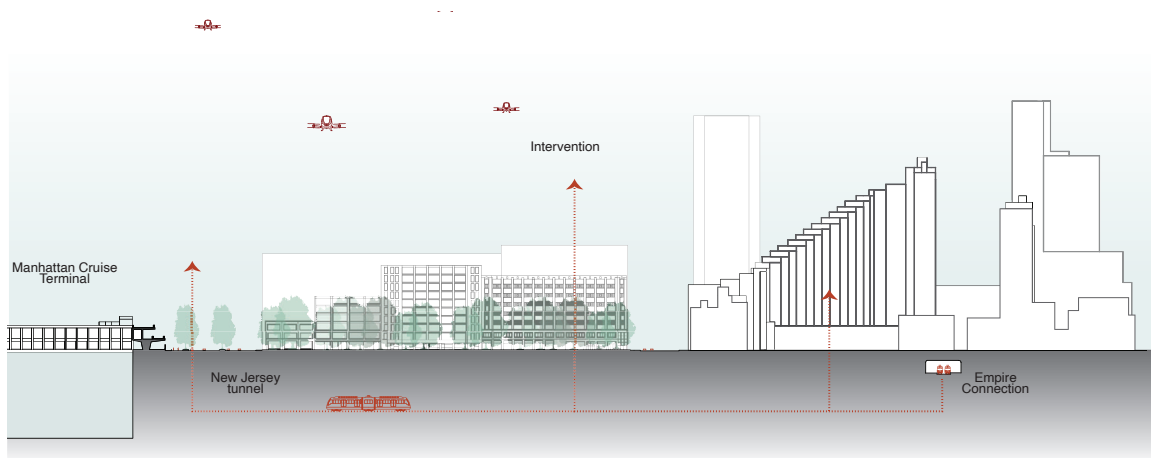 Intervention
Manhattan Cruise
Terminal
New Jersey
tunnel
Empire
Connection